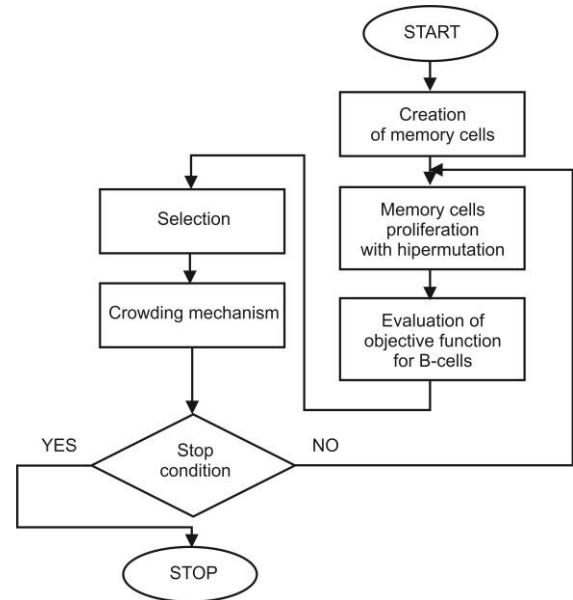 START
Creation
of memory cells
Memory cells
proliferation
with hipermutation
Evaluation of
objective function
for B-cells
Selection
Crowding mechanism
Stop
condition
YES
NO
STOP